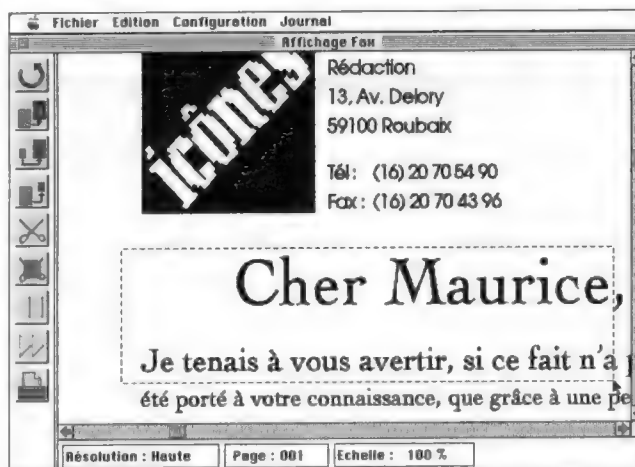 Fichier Edition Configuration Journal
Affichage Fax
icônes
Rédaction
13, Av. Delory
59100 Roubaix
Tél : (16) 20 70 54 90
Fax : (16) 20 70 43 96
Cher Maurice,
Je tenais à vous avertir, si ce fait n'a
été porté à votre connaissance, que grâce à une
Résolution : Haute
Page : 001
Echelle : 100 %